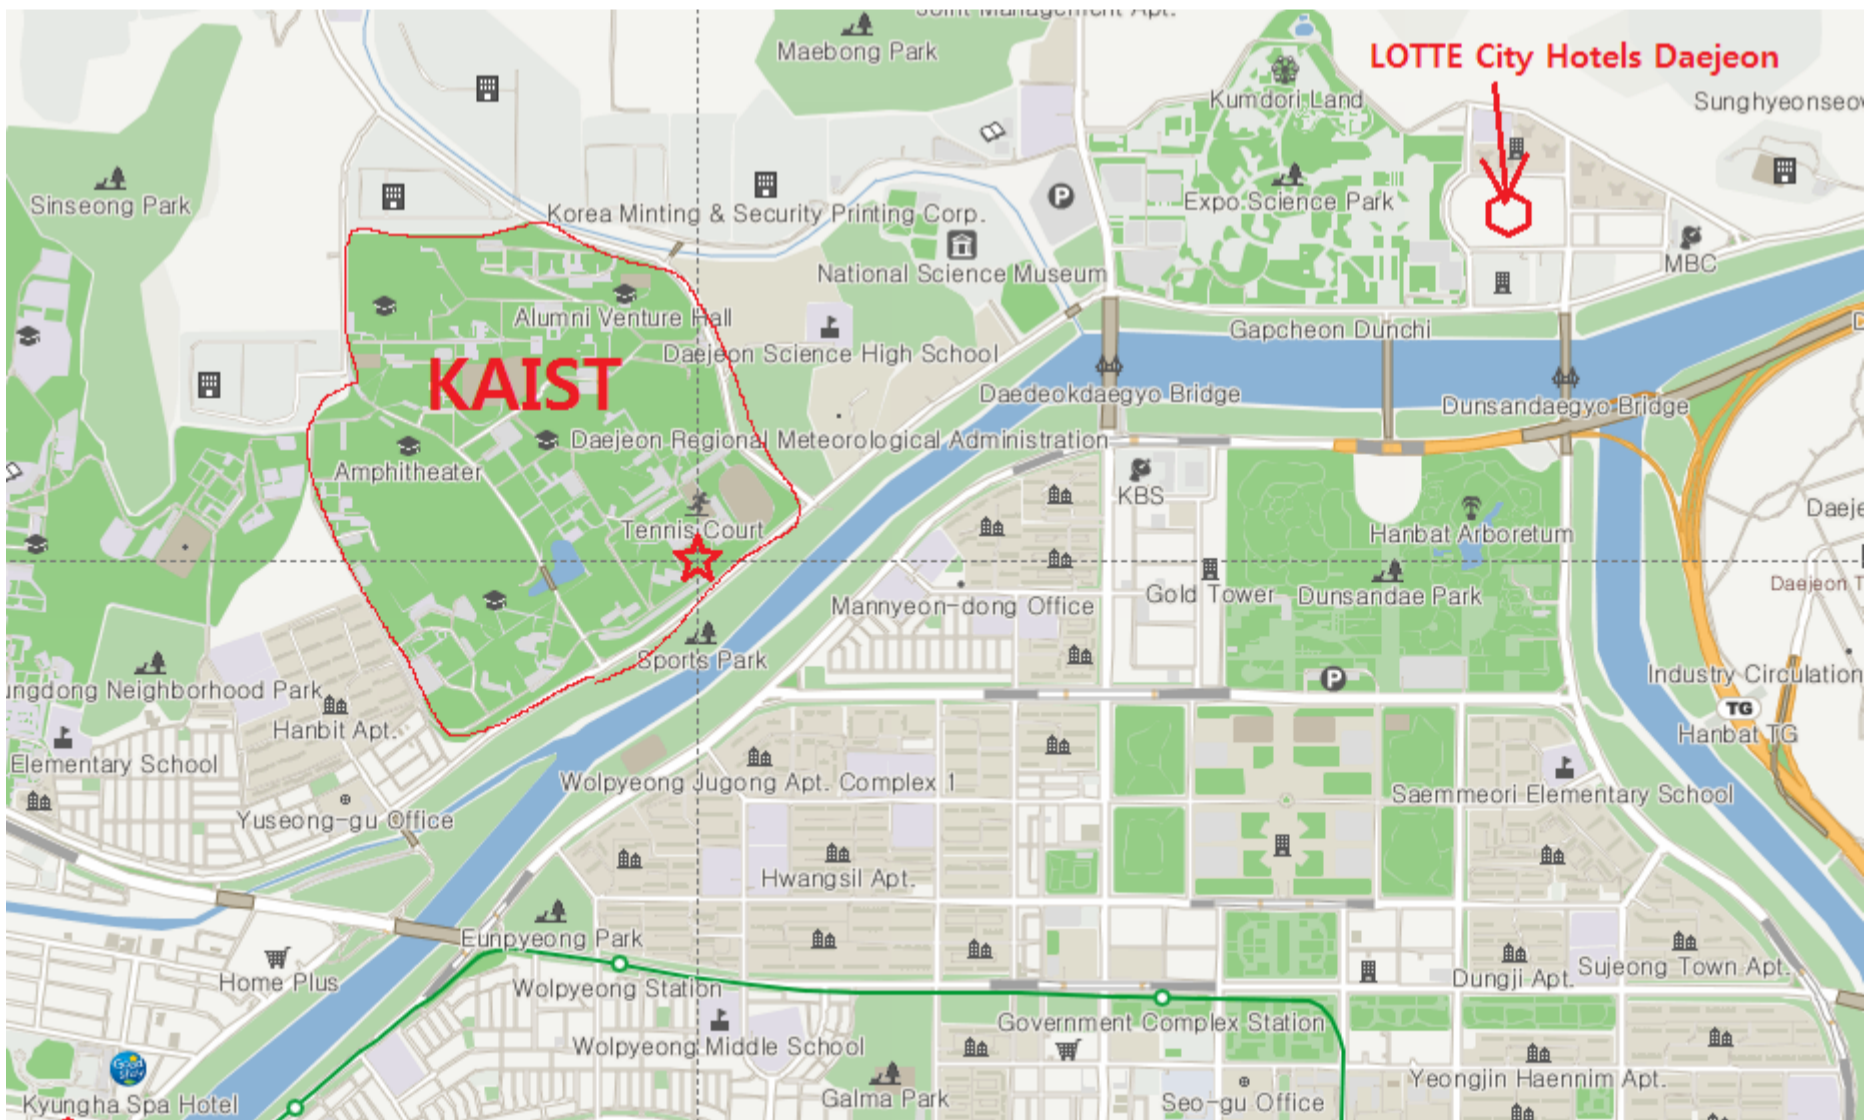 Maebong Park
LOTTE City Hotels Daejeon
Kumdori Land
Sinseong Park
Korea Minting & Security Printing Corp.
Expo Science Park
National Science Museum
MBC
Alumni Venture Hall
Gapcheon Dunchi
Daejeon Science High School
KAIST
Daedeokdaegyo Bridge
Dunsandaegyo Bridge
Daejeon Regional Meteorological Administration
Amphitheater
KBS
Tennis Court
Hanbat Arboretum
Daejeon T
Mannyeon-dong Office
Gold Tower
Dunsandae Park
Sports Park
Industry Circulation
ungdong Neighborhood Park
Hanbit Apt.
TG
Hanbat TG
Elementary School
Wolpyeong Jugong Apt. Complex 1
Saemmeori Elementary School
Yuseong-gu Office
Hwangsil Apt.
Eunpyeong Park
Home Plus
Wolpyeong Station
Dungji Apt.
Sujeong Town Apt.
Government Complex Station
Wolpyeong Middle School
Good
stay
Kyungha Spa Hotel
Galma Park
Seo-gu Office
Yeongjin Haennim Apt.
P
P